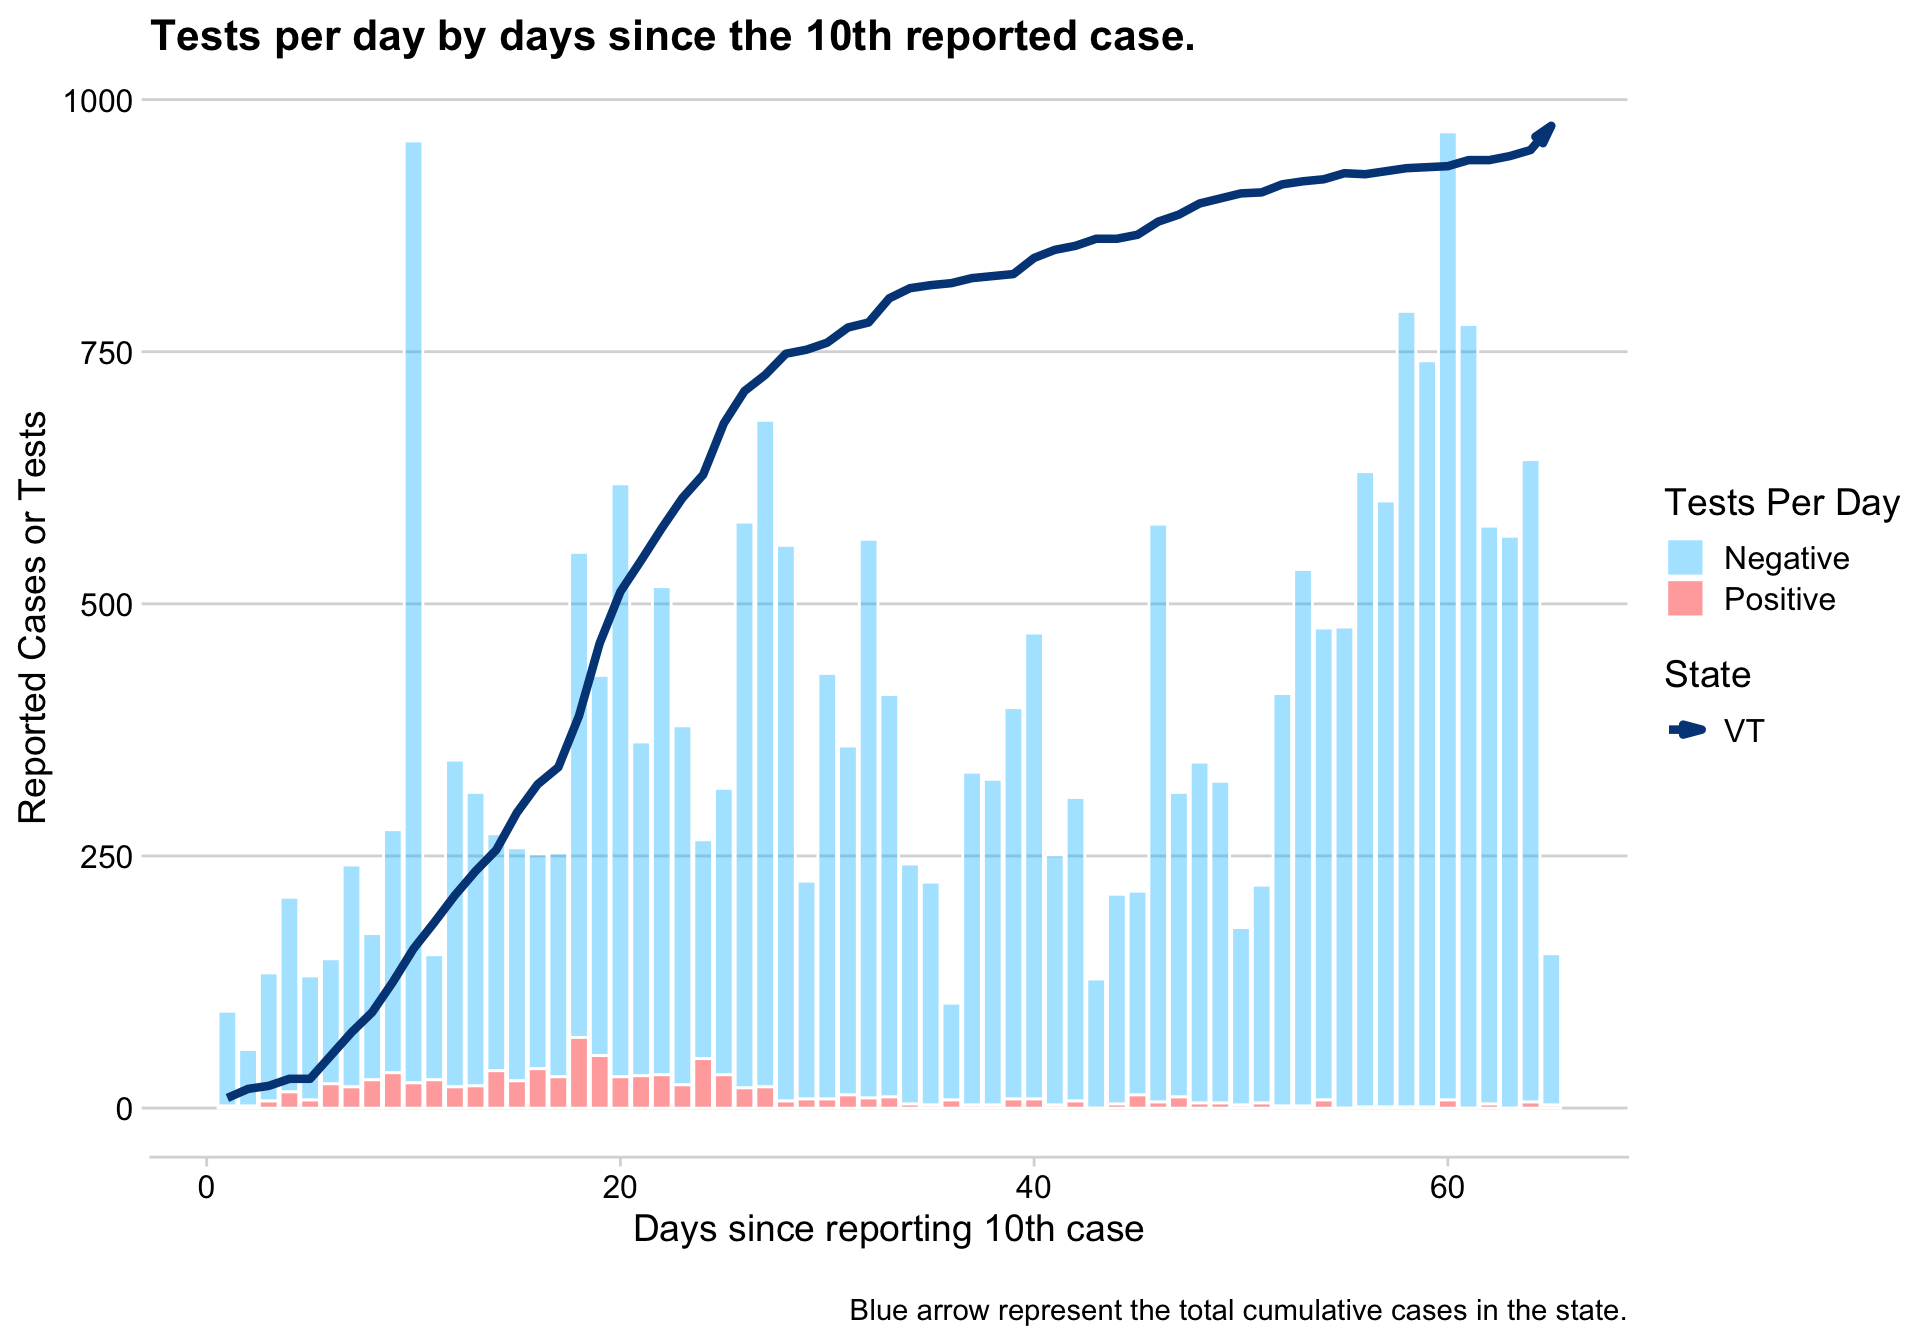 Tests per day by days since the 10th reported case.
1000
750
500
250
0
Reported Cases or Tests
0 20 40 60
Days since reporting 10th case
Tests Per Day
Negative
Positive
State
VT
Blue arrow represent the total cumulative cases in the state.